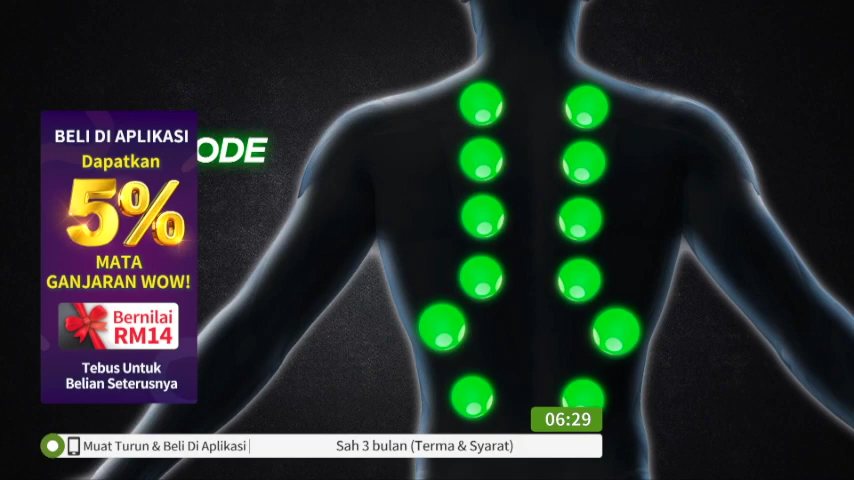 BELI DI APLIKASI
Dapatkan
5%
MATA
GANJARAN WOW!
Bernilai
RM14
Tebus Untuk
Belian Seterusnya
ODE
06:29
Muat Turun & Beli Di Aplikasi
Sah 3 bulan (Terma & Syarat)